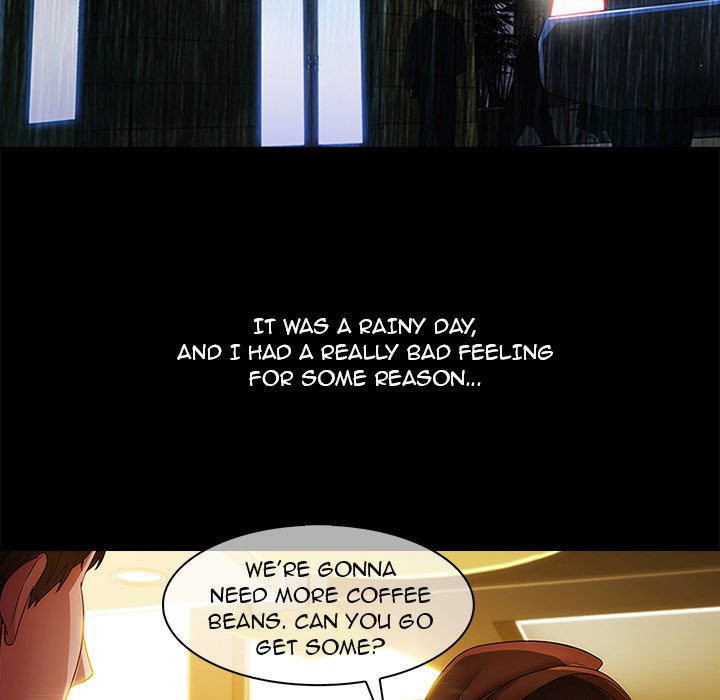 IT WAS A RAINY DAY,
AND I HAD A REALLY BAD FEELING
FOR SOME REASON...
WE'RE GONNA
NEED MORE COFFEE
BEANS. CAN YOU GO
GET SOME?